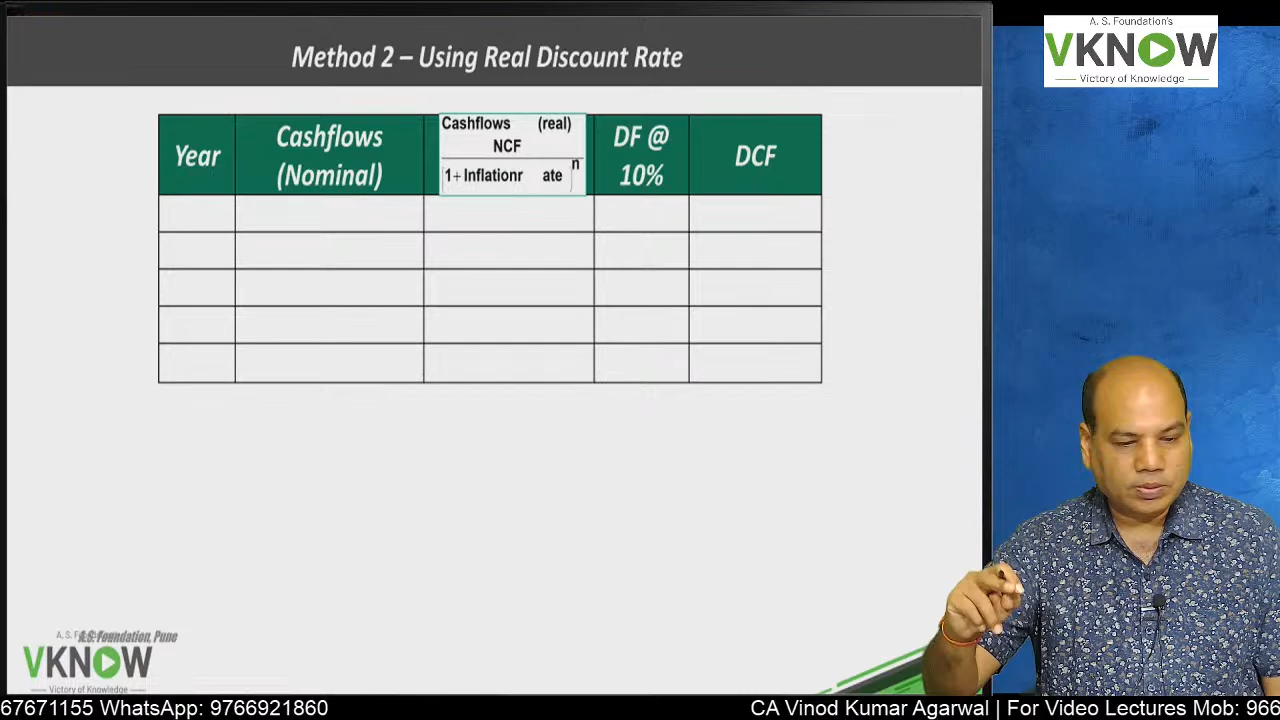 A. S. Foundation's
VKNOW
Victory of Knowledge
Method 2 – Using Real Discount Rate
Year
Cashflows
(Nominal)
Cashflows (real)
NCF
1+ Inflationr ate
n
DF @
10%
DCF
A.S. Foundation, Pune
VKNOW
Victory of Knowledge
67671155 WhatsApp: 9766921860
CA Vinod Kumar Agarwal | For Video Lectures Mob: 966